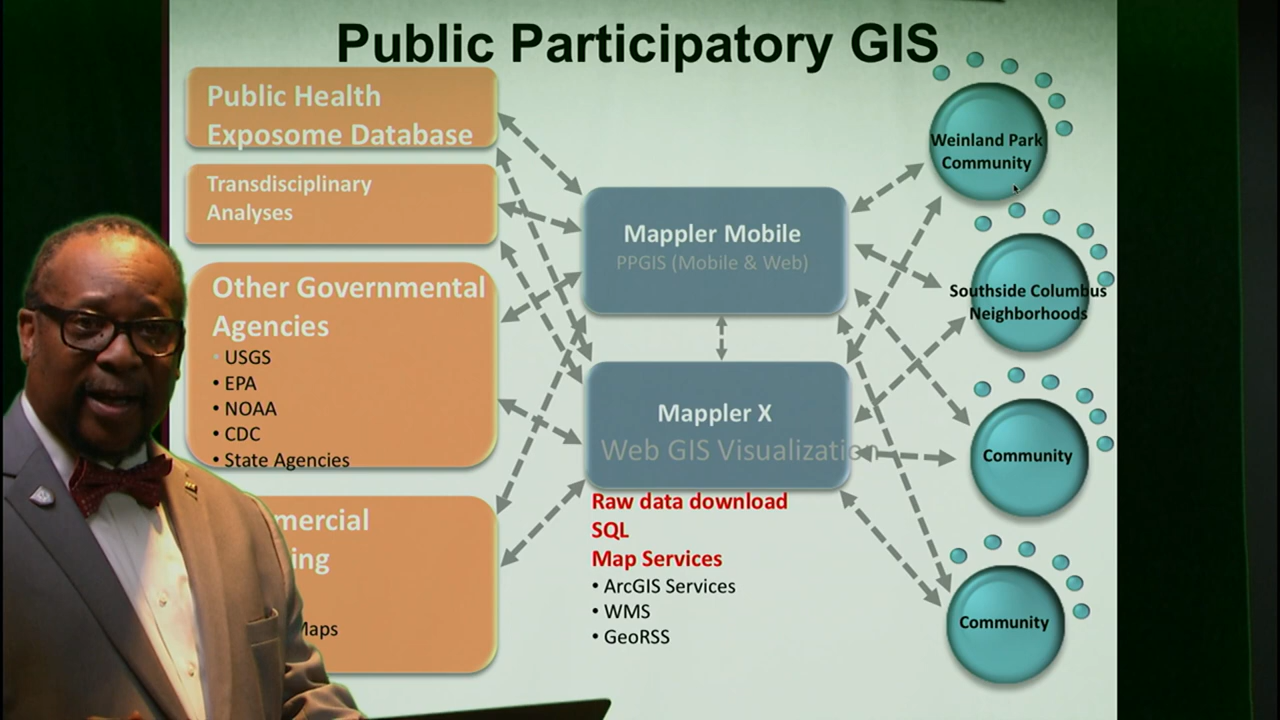 Public Participatory GIS
Public Health
Exposome Database
Transdisciplinary
Analyses
Other Governmental
Agencies
• USGS
• EPA
• NOAA
• CDC
• State Agencies
mercial
ing
Maps
Mappler Mobile
PPGIS (Mobile & Web)
Mappler X
Web GIS Visualization
Raw data download
SQL
Map Services
• ArcGIS Services
• WMS
• GeoRSS
Weinland Park
Community
Southside Columbus
Neighborhoods
Community
Community